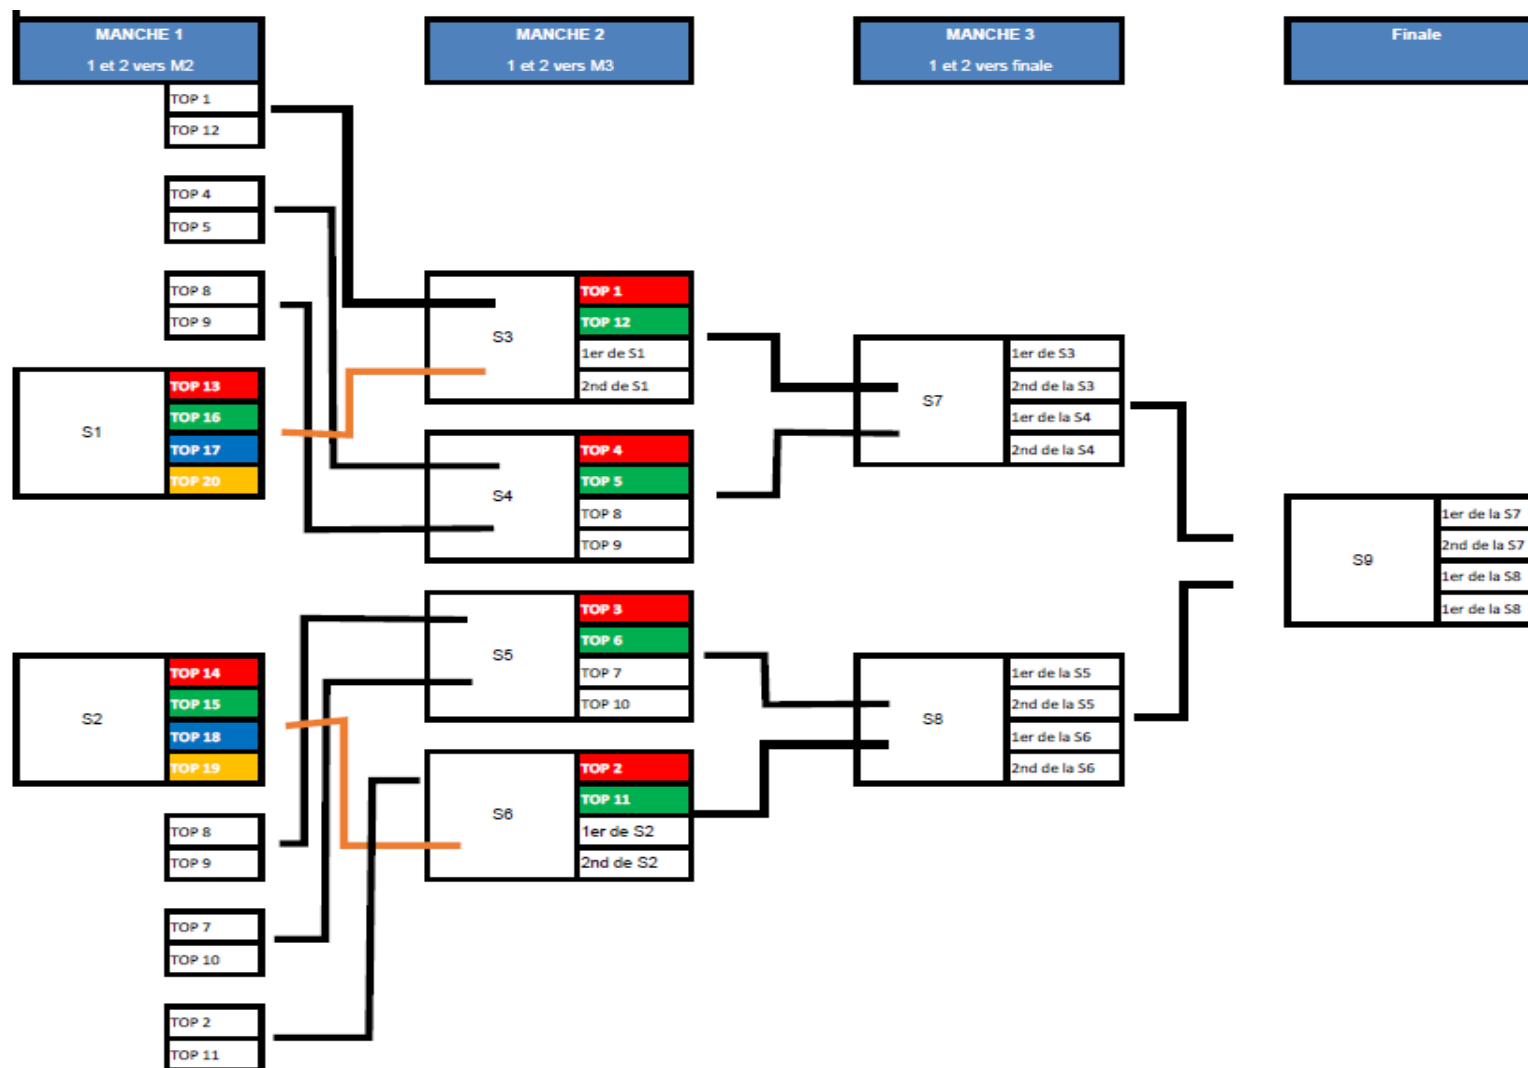 MANCHE 1
1 et 2 vers M2
TOP 1
TOP 12
TOP 4
TOP 5
TOP 8
TOP 9
S1
TOP 13
TOP 16
TOP 17
TOP 20
S2
TOP 14
TOP 15
TOP 18
TOP 19
TOP 8
TOP 9
TOP 7
TOP 10
TOP 2
TOP 11
MANCHE 2
1 et 2 vers M3
S3
TOP 1
TOP 12
1er de S1
2nd de S1
S4
TOP 4
TOP 5
TOP 8
TOP 9
S5
TOP 3
TOP 6
TOP 7
TOP 10
S6
TOP 2
TOP 11
1er de S2
2nd de S2
MANCHE 3
1 et 2 vers finale
S7
1er de S3
2nd de la S3
1er de la S4
2nd de la S4
S8
1er de la S5
2nd de la S5
1er de la S6
2nd de la S6
Finale
S9
1er de la S7
2nd de la S7
1er de la S8
1er de la S8